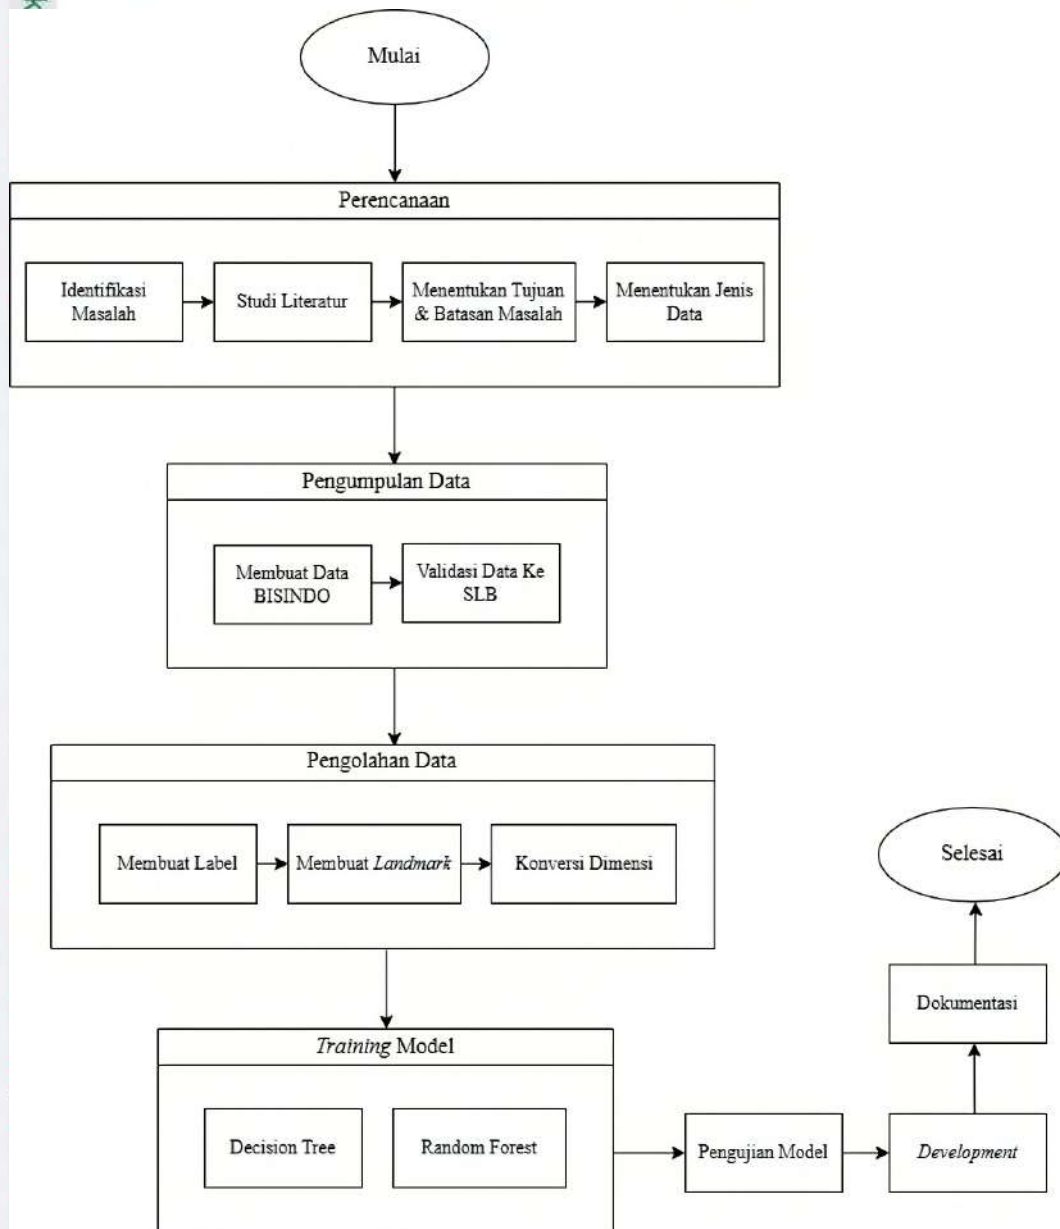 Mulai
Perencanaan
Identifikasi
Masalah
Studi Literatur
Menentukan Tujuan
& Batasan Masalah
Menentukan Jenis
Data
Pengumpulan Data
Membuat Data
BISINDO
Validasi Data Ke
SLB
Pengolahan Data
Membuat Label
Membuat Landmark
Konversi Dimensi
Training Model
Decision Tree
Random Forest
Pengujian Model
Development
Dokumentasi
Selesai